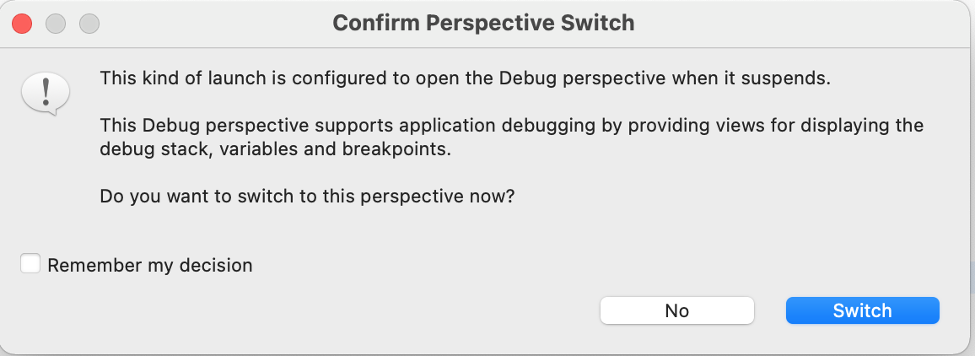 Confirm Perspective Switch
This kind of launch is configured to open the Debug perspective when it suspends.
This Debug perspective supports application debugging by providing views for displaying the
debug stack, variables and breakpoints.
Do you want to switch to this perspective now?
Remember my decision
No
Switch